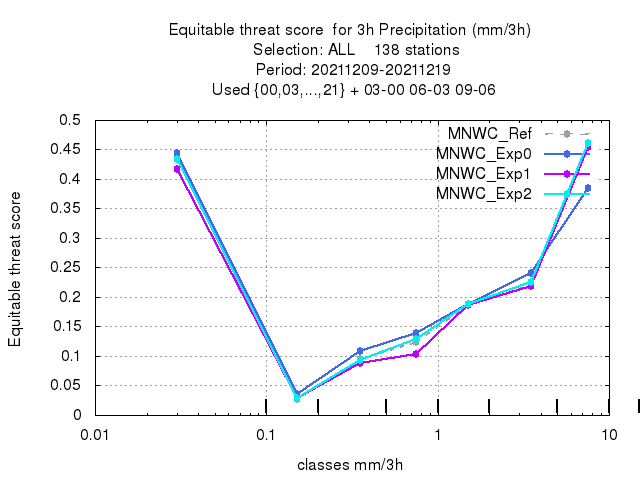 Equitable threat score  for 3h Precipitation (mm/3h)
Selection: ALL    138 stations
Period: 20211209-20211219
Used {00,03,...,21} + 03-00 06-03 09-06
MNWC_Ref
MNWC_Exp0
MNWC_Exp1
MNWC_Exp2
Equitable threat score
0.5
0.45
0.4
0.35
0.3
0.25
0.2
0.15
0.1
0.05
0
0.01 0.1 1 10
classes mm/3h